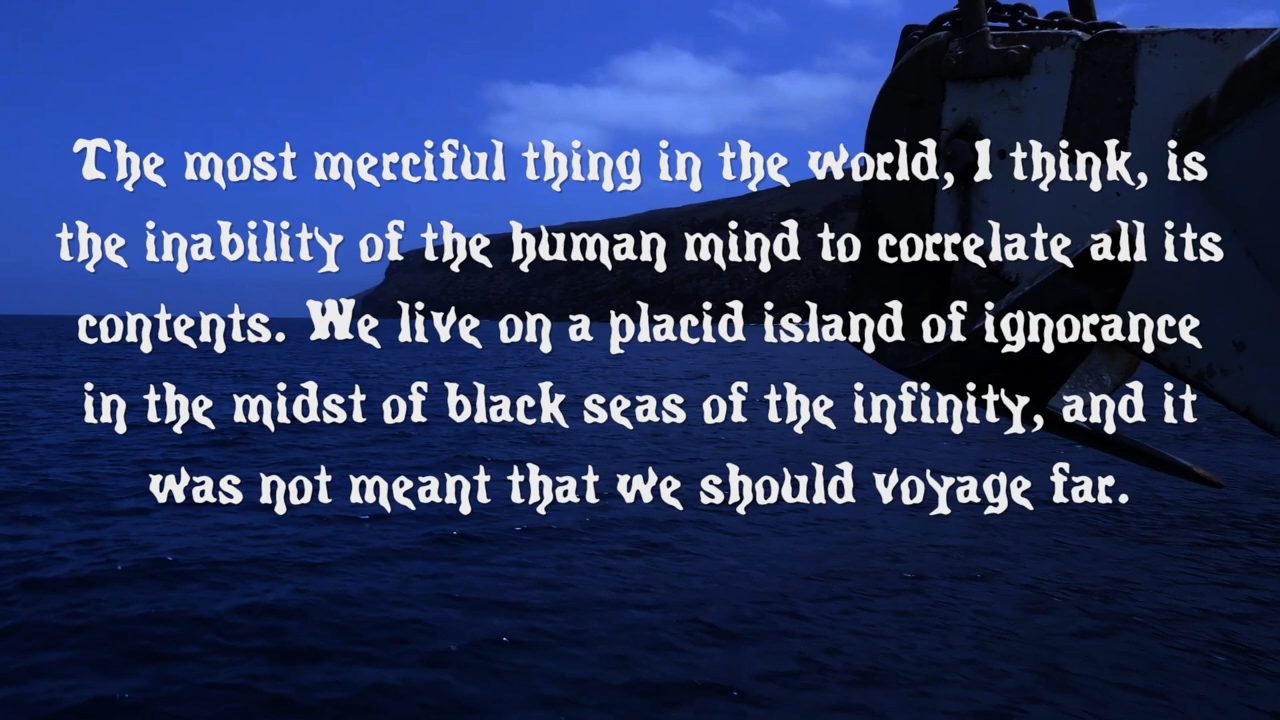 The most merciful thing in the world, I think, is
the inability of the human mind to correlate all its
contents. We live on a placid island of ignorance
in the midst of black seas of the infinity, and it
was not meant that we should voyage far.